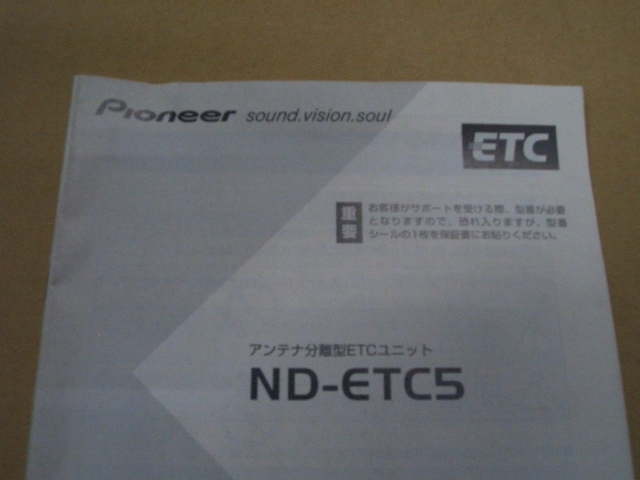 Pioneer sound.vision.soul
ETC
重要
お客様がサポートを受ける際、型番が必要
となりますので、恐れ入りますが、型番
シールの1枚を保証書にお貼りください。
アンテナ分離型ETCユニット
ND-ETC5